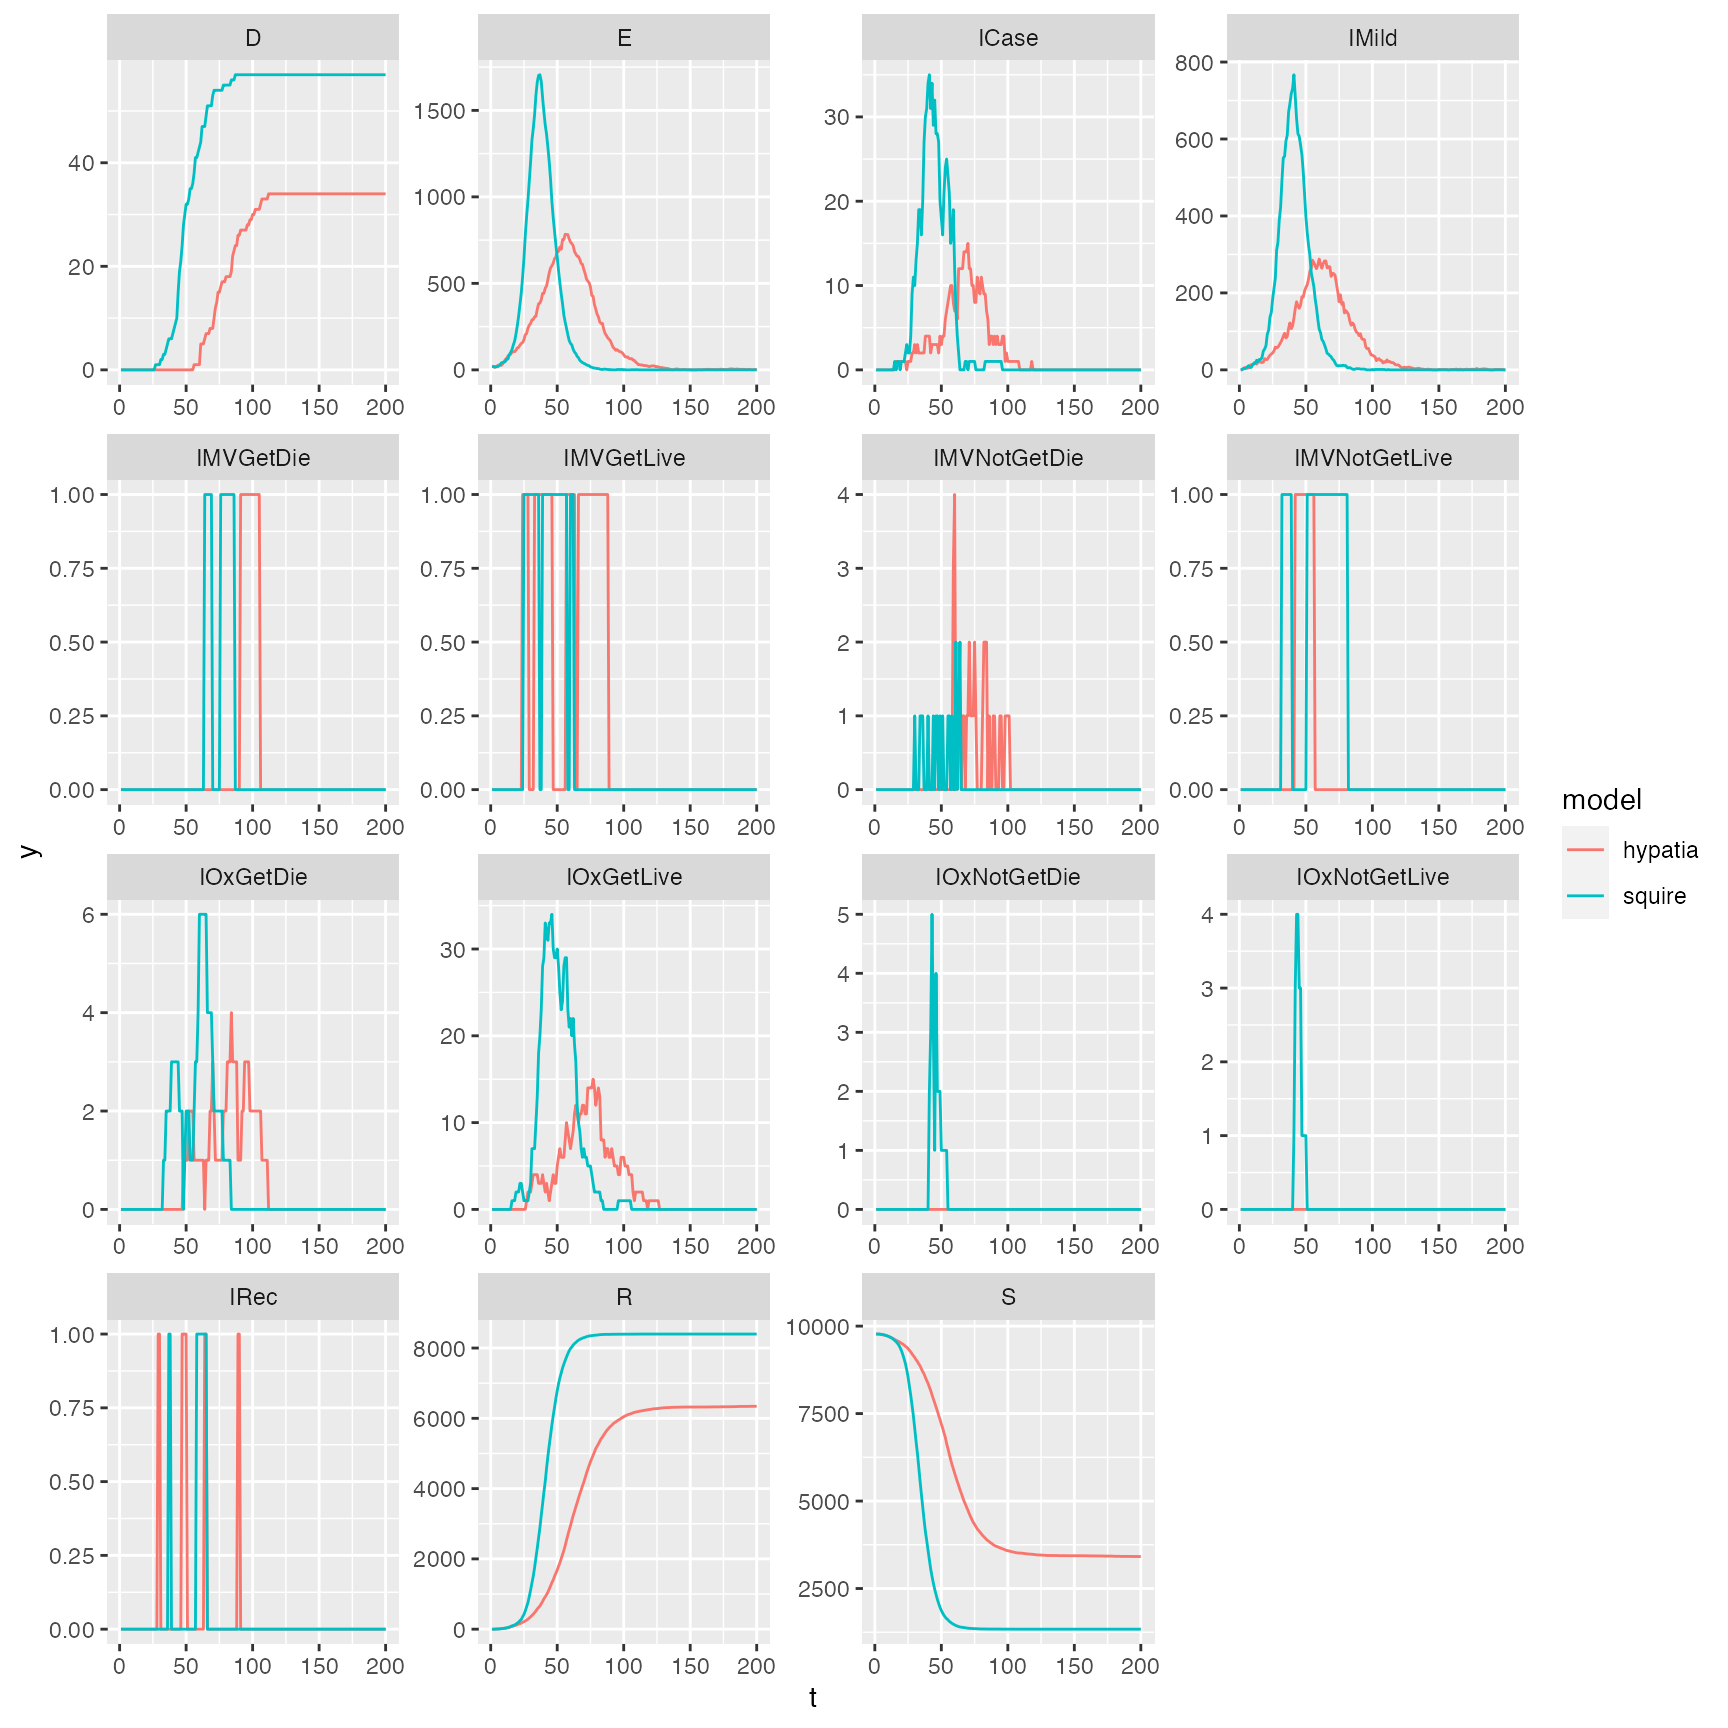 D E ICase IMild
0 20 40
0 500 1000 1500
0 10 20 30
0 200 400 600 800
0 50 100 150 200 0 50 100 150 200 0 50 100 150 200 0 50 100 150 200
IMVGetDie IMVGetLive IMVNotGetDie IMVNotGetLive
0.00 0.25 0.50 0.75 1.00
0.00 0.25 0.50 0.75 1.00
0 1 2 3 4
0.00 0.25 0.50 0.75 1.00
0 50 100 150 200 0 50 100 150 200 0 50 100 150 200 0 50 100 150 200
y
model
hypatia
squire
IOxGetDie IOxGetLive IOxNotGetDie IOxNotGetLive
0 2 4 6
0 10 20 30
0 1 2 3 4 5
0 1 2 3 4
0 50 100 150 200 0 50 100 150 200 0 50 100 150 200 0 50 100 150 200
IRec R S
0.00 0.25 0.50 0.75 1.00
0 2000 4000 6000 8000
2500 5000 7500 10000
0 50 100 150 200 0 50 100 150 200 0 50 100 150 200
t